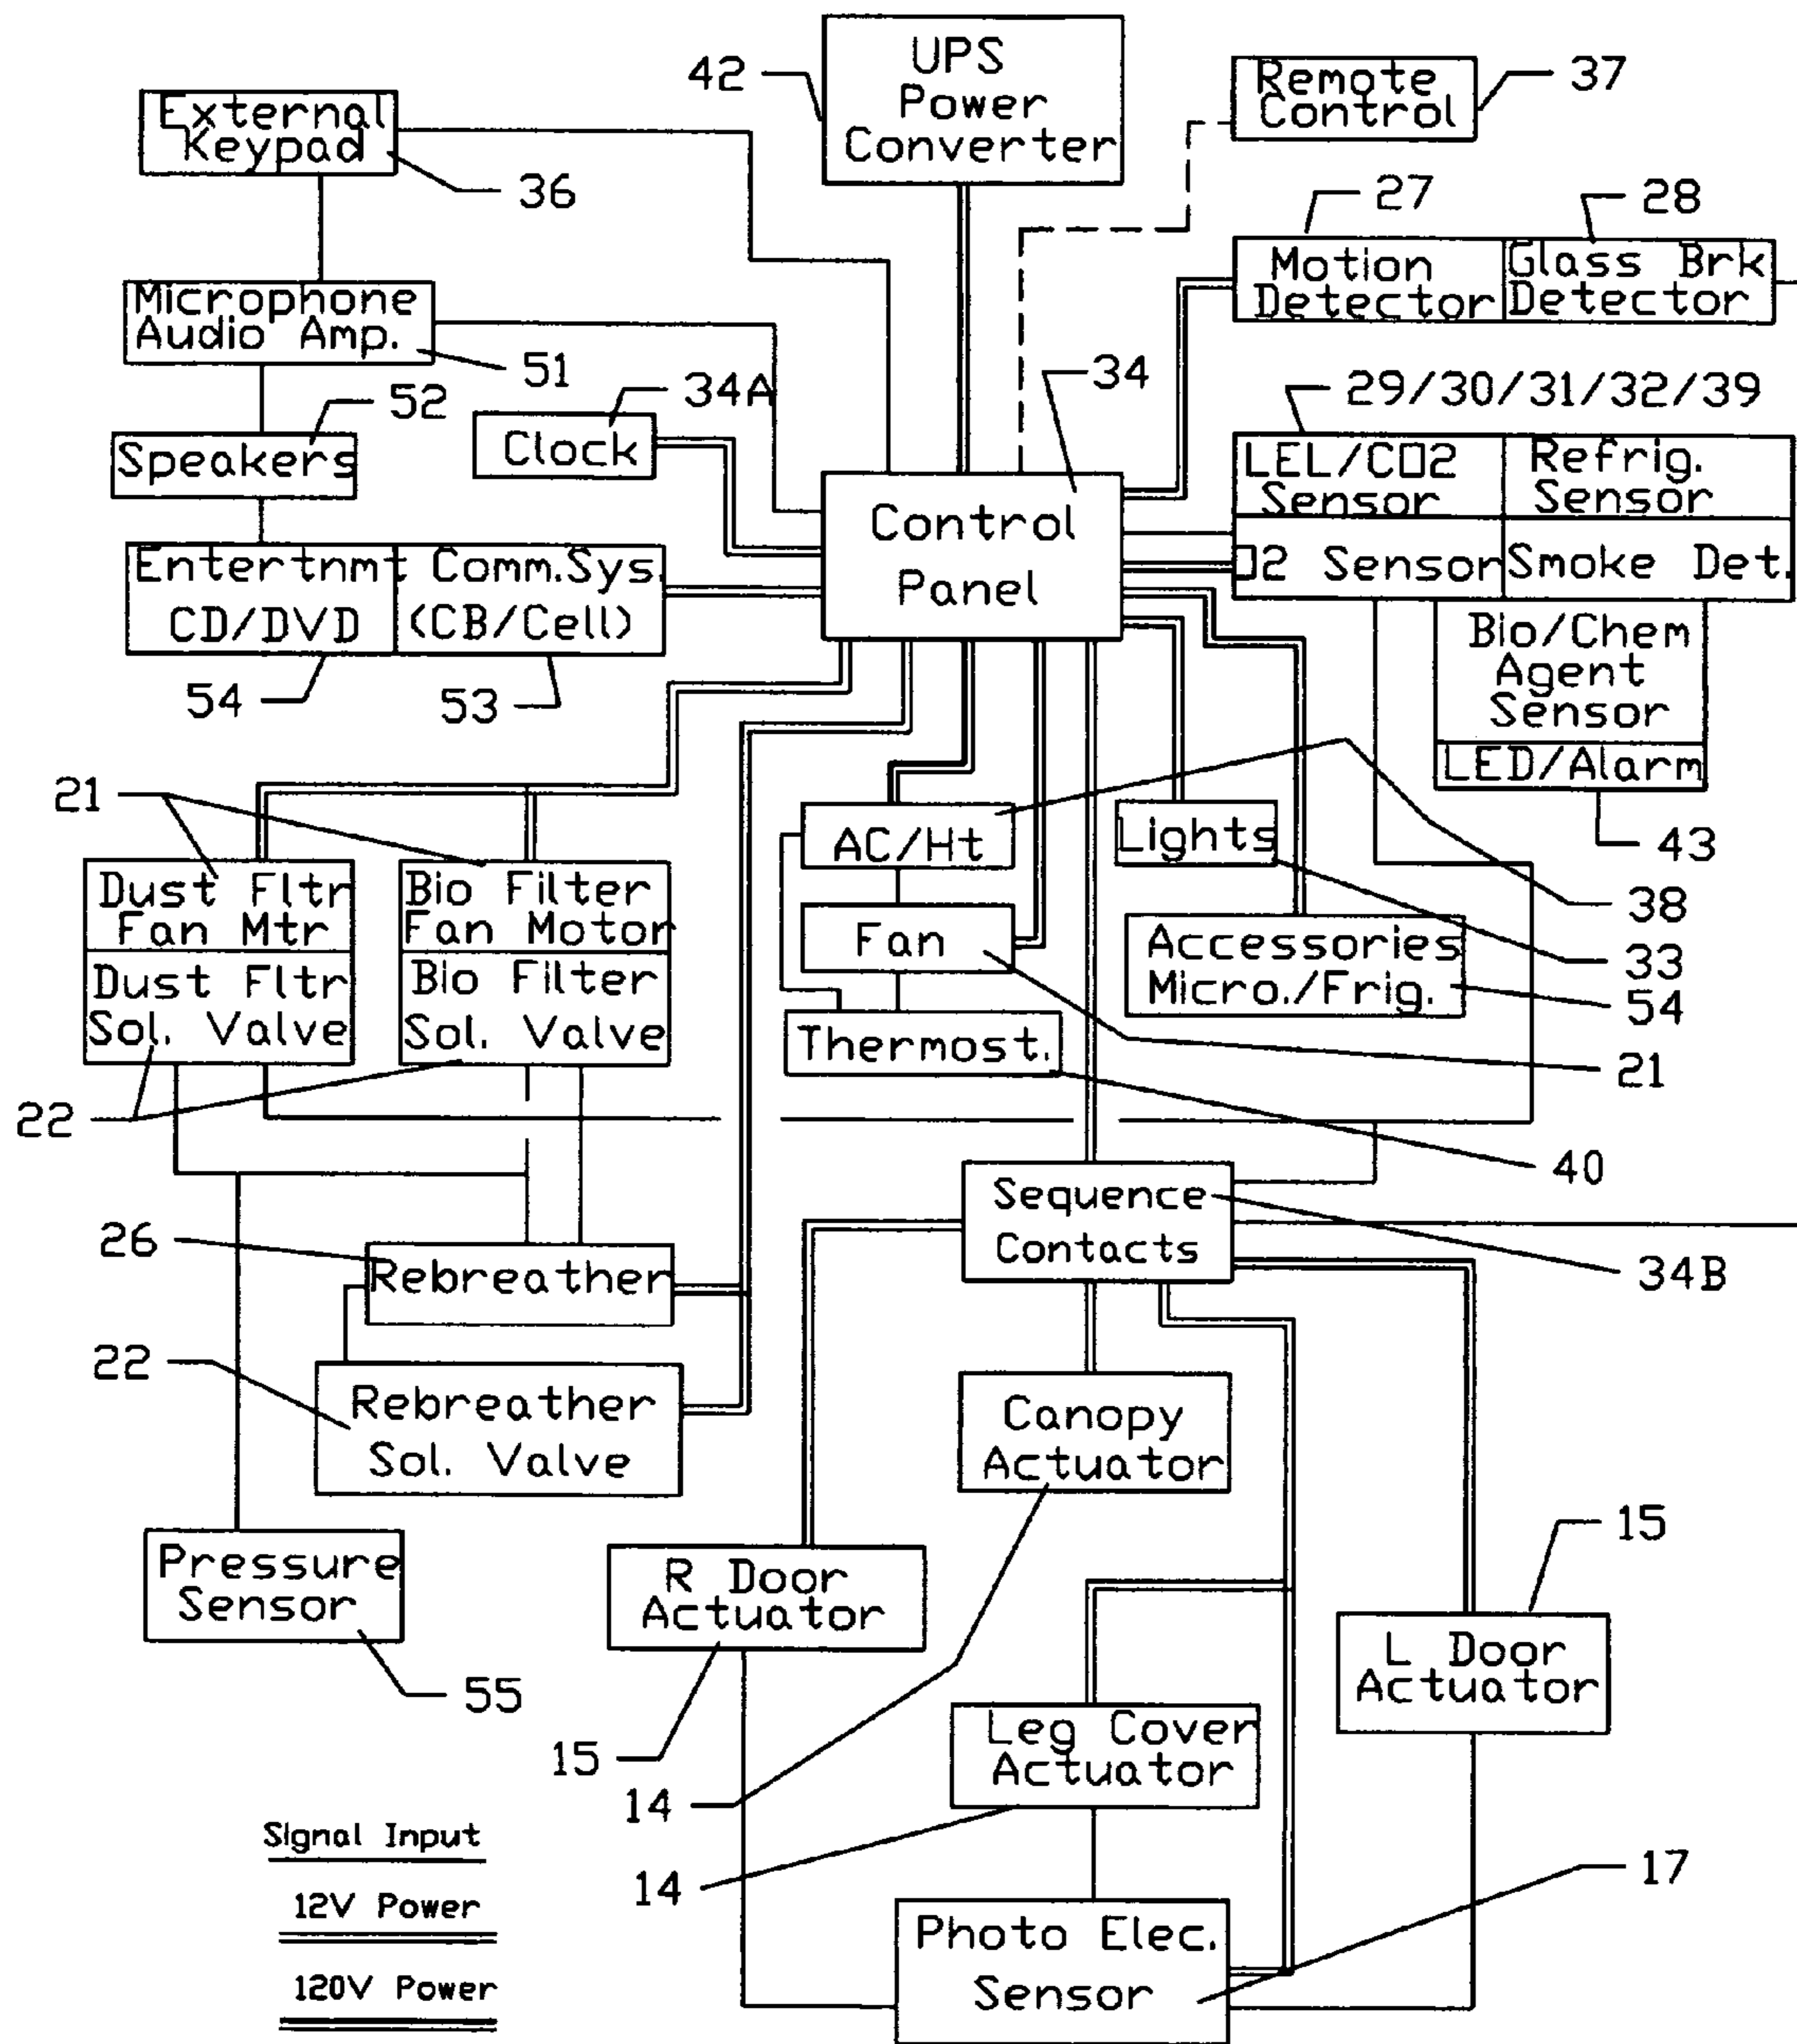 UPS
Power
Converter
42
Remote
Control
37
External
Keypad
36
27
28
Motion
Detector
Glass Brk
Detector
Microphone
Audio Amp.
51
34A
34
29/30/31/32/39
52
Clock
Speakers
LEL/CO2
Sensor
Refrig.
Sensor
Control
Panel
O2 Sensor
Smoke Det.
Entertnmt
CD/DVD
Comm.Sys.
(CB/Cell)
54
53
Bio/Chem
Agent
Sensor
LED/Alarm
43
21
AC/Ht
Lights
38
Dust Fltr
Fan Mtr
Bio Filter
Fan Motor
Fan
Accessories
Micro./Frig.
33
54
Dust Fltr
Sol. Valve
Bio Filter
Sol. Valve
Thermost.
21
22
40
Sequence
Contacts
34B
26
Rebreather
22
Rebreather
Sol. Valve
Canopy
Actuator
15
Pressure
Sensor
55
R Door
Actuator
15
L Door
Actuator
Leg Cover
Actuator
14
14
17
Photo Elec.
Sensor
Signal Input
12V Power
120V Power